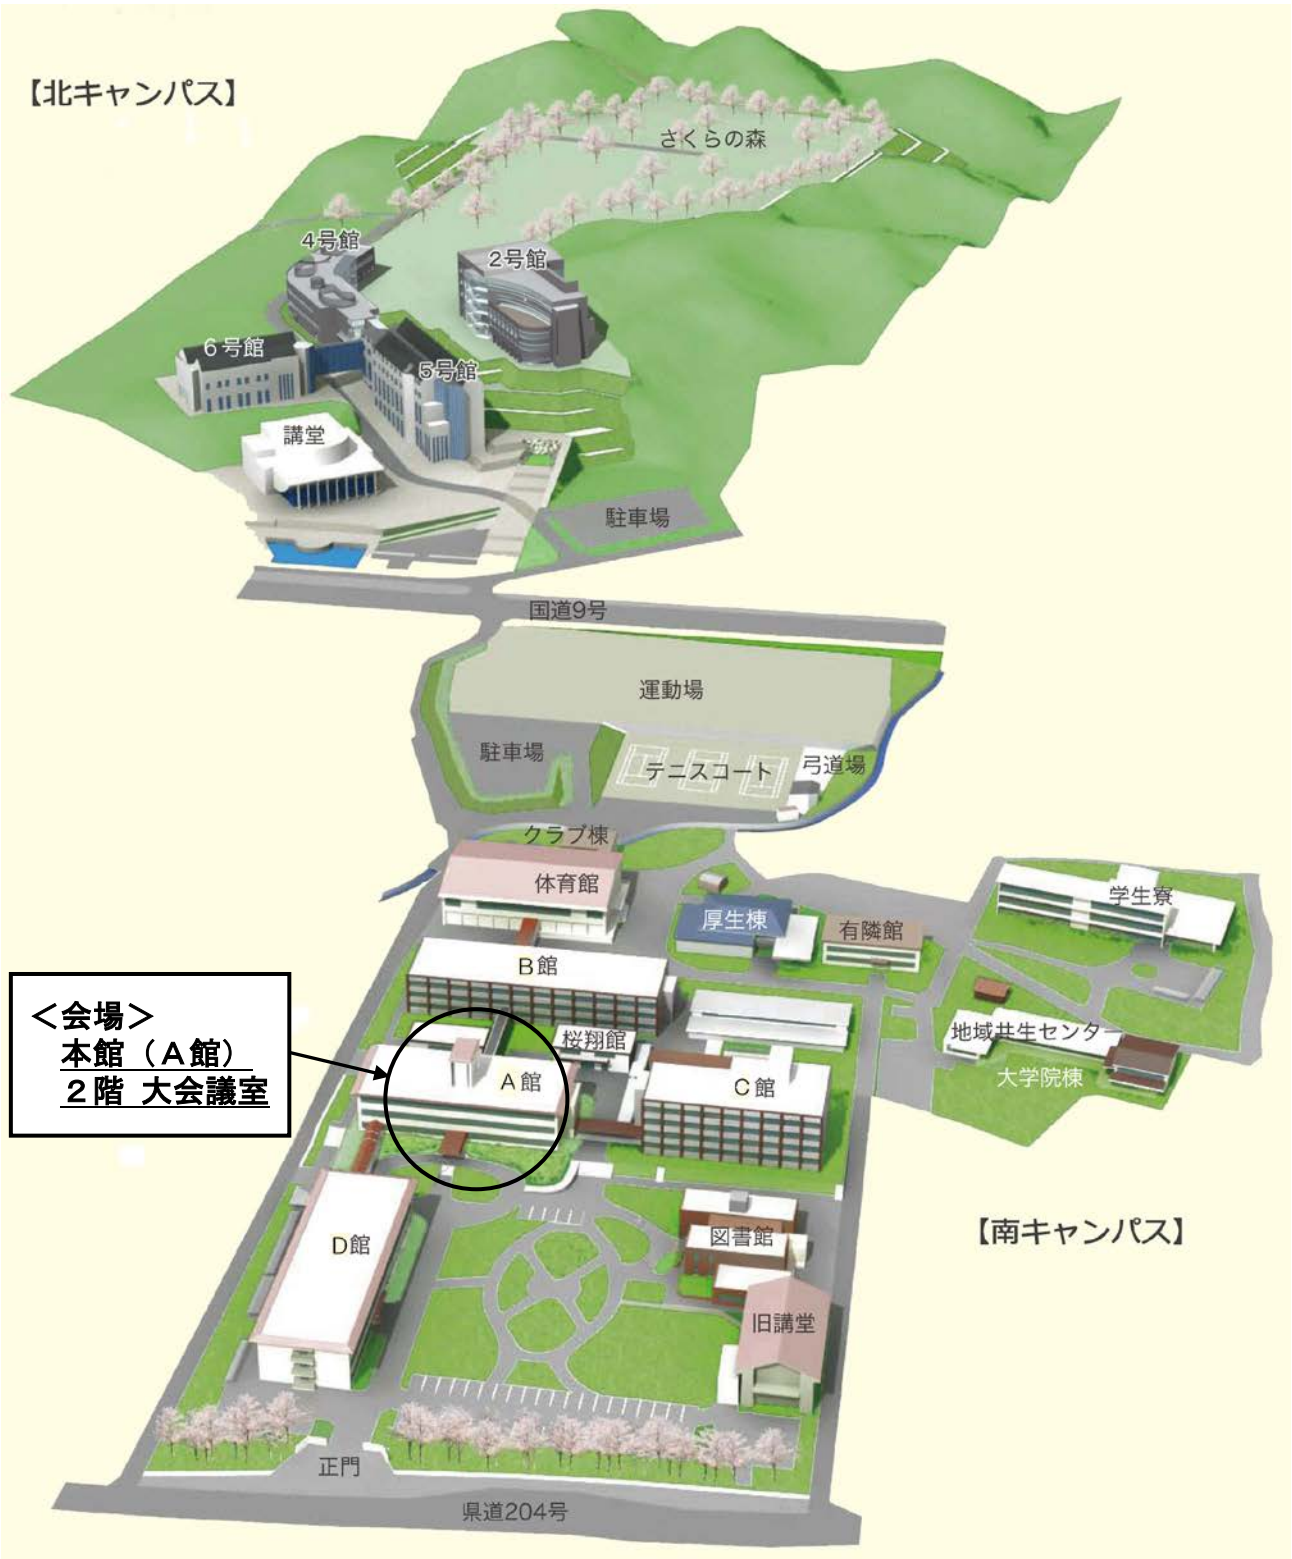 【北キャンパス】
さくらの森
4号館
2号館
6号館
5号館
講堂
駐車場
国道9号
運動場
駐車場
テニスコート
弓道場
クラブ棟
体育館
学生寮
厚生棟
有隣館
B館
＜会場＞
本館（A館）
2階 大会議室
桜翔館
地域共生センター
大学院棟
A館
C館
D館
図書館
【南キャンパス】
旧講堂
正門
県道204号